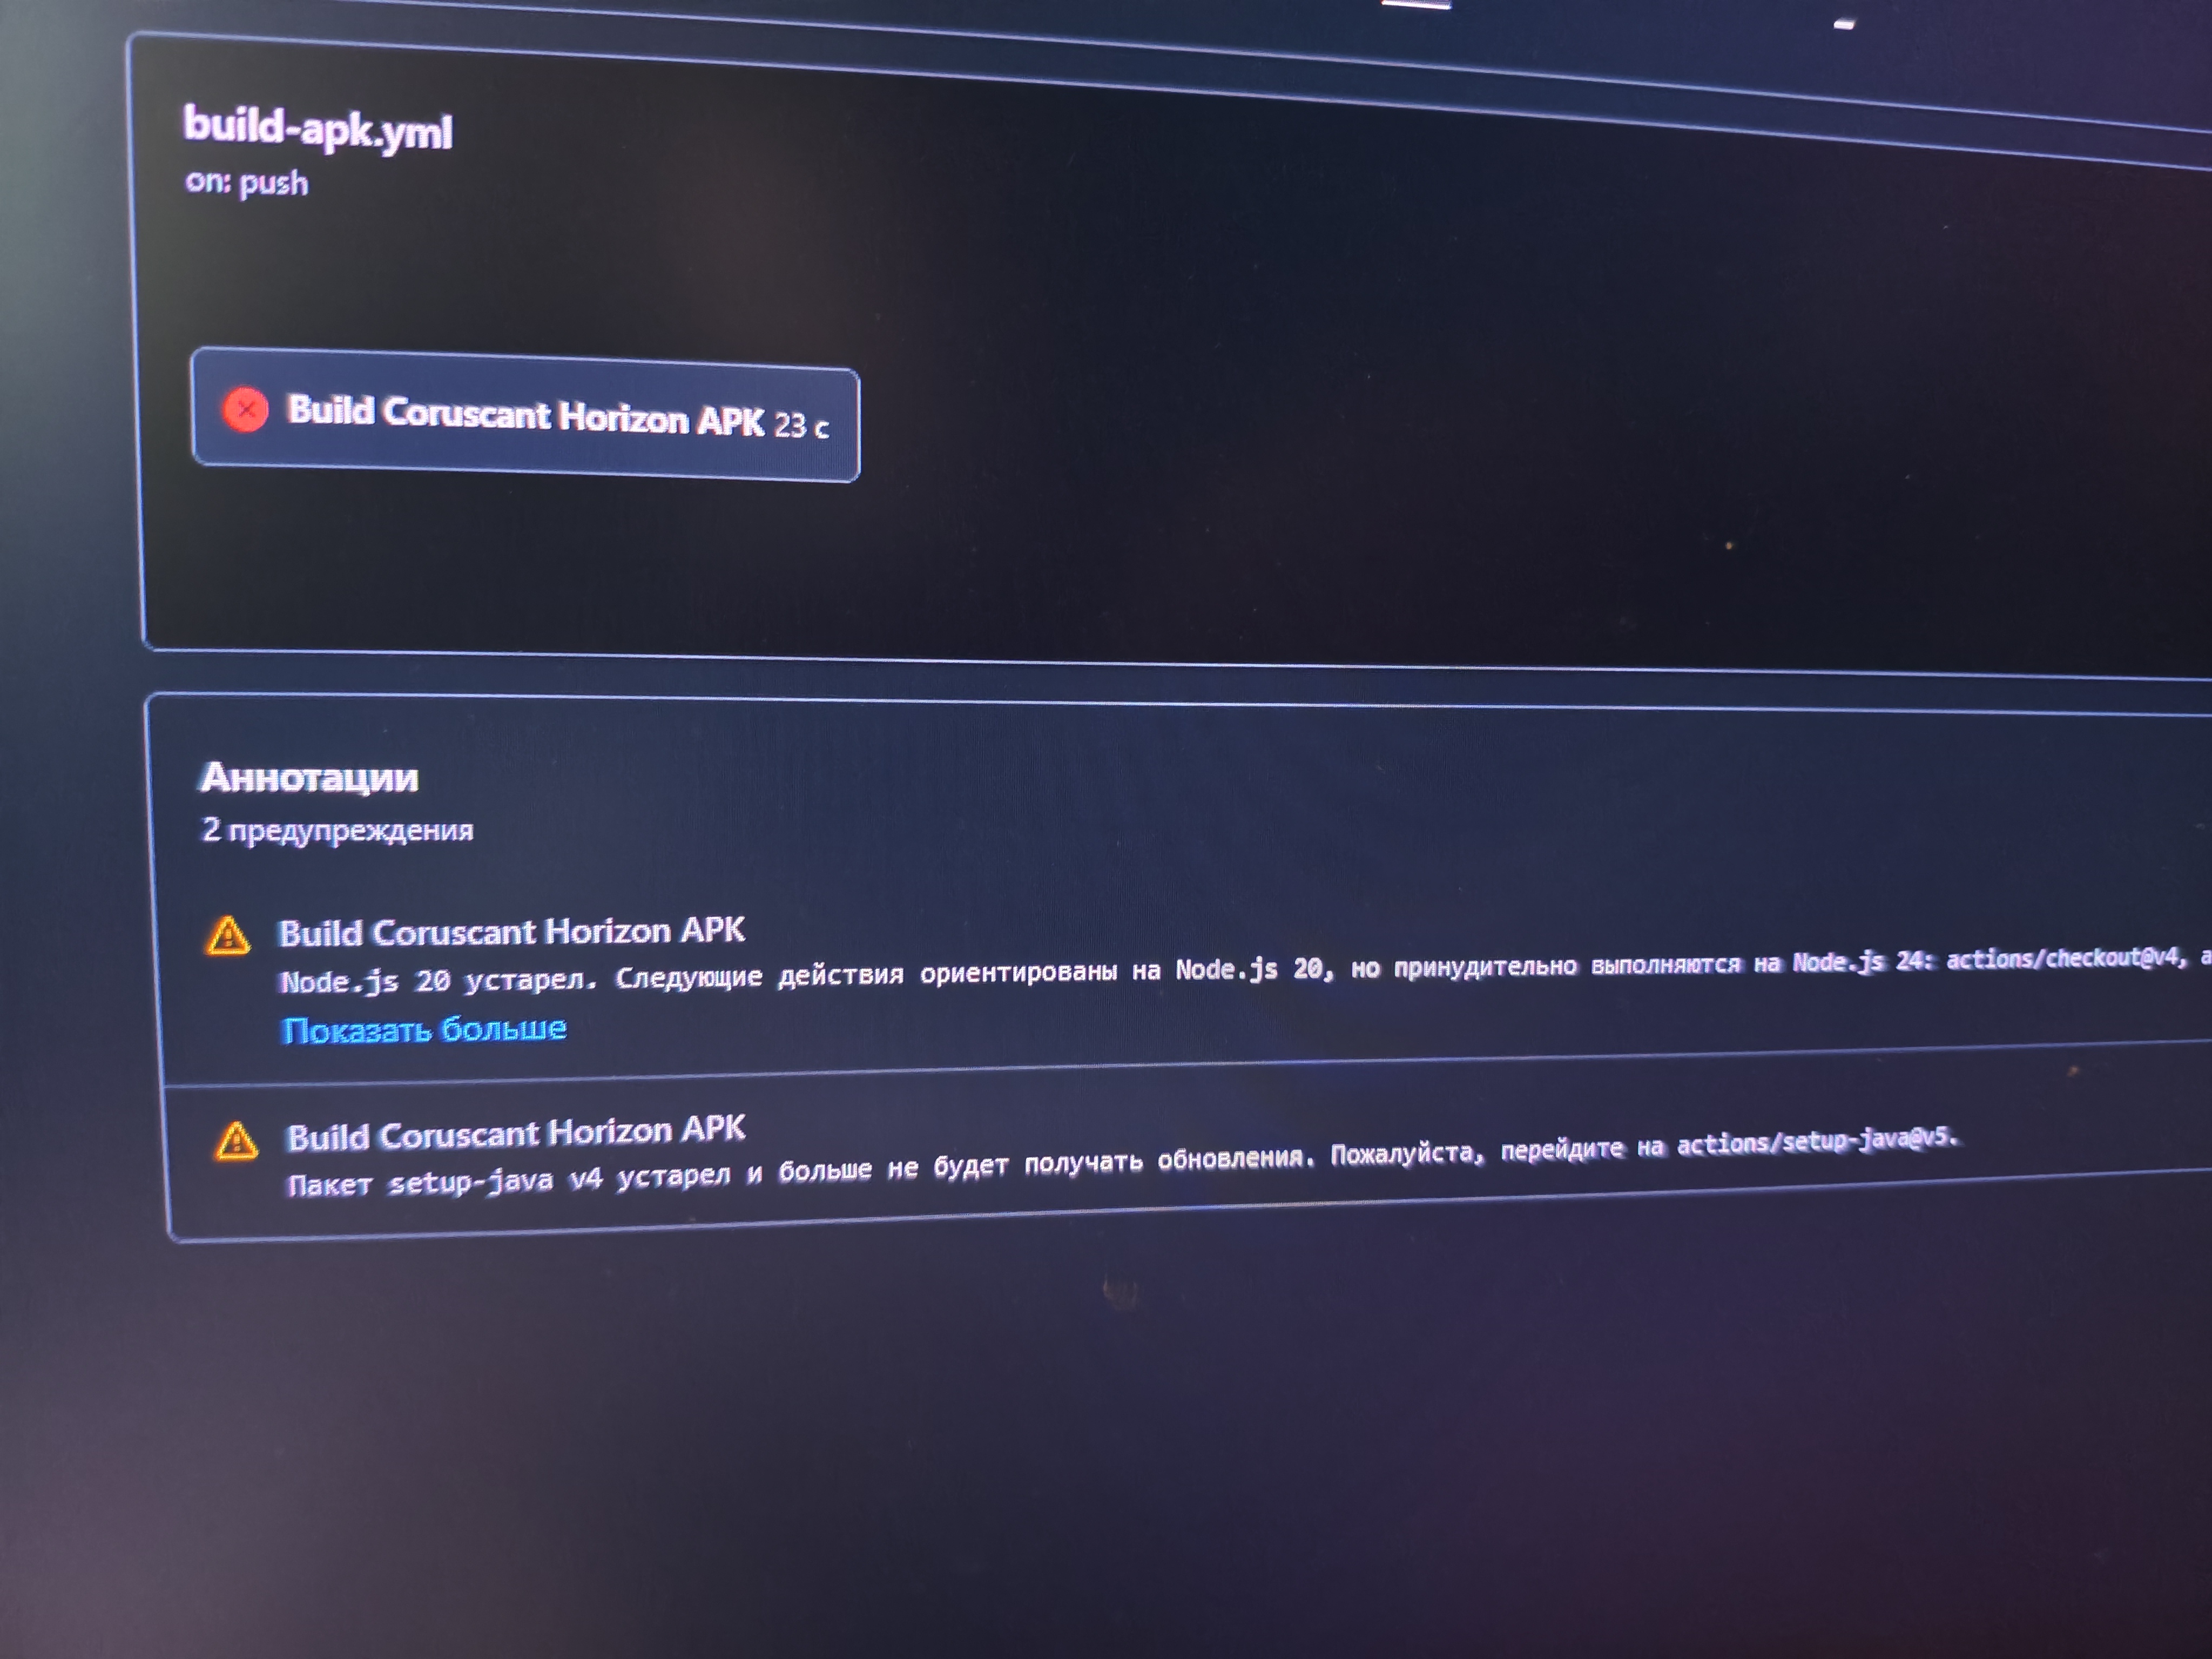 build-apk.yml
on: push
Build Coruscant Horizon APK 23 с
Аннотации
2 предупреждения
Build Coruscant Horizon APK
Node.js 20 устарел. Следующие действия ориентированы на Node.js 20, но принудительно выполняются на Node.js 24: actions/checkout@v4,
Показать больше
Build Coruscant Horizon APK
Пакет setup-java v4 устарел и больше не будет получать обновления. Пожалуйста, перейдите на actions/setup-java@v5.